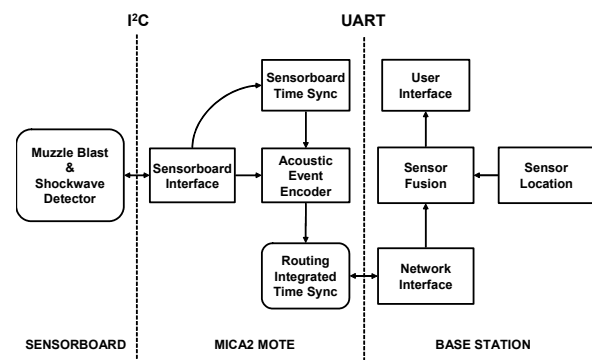 I²C
UART
Sensorboard
Time Sync
User
Interface
Muzzle Blast
&
Shockwave
Detector
Sensorboard
Interface
Acoustic
Event
Encoder
Sensor
Fusion
Sensor
Location
Routing
Integrated
Time Sync
Network
Interface
SENSORBOARD
MICA2 MOTE
BASE STATION